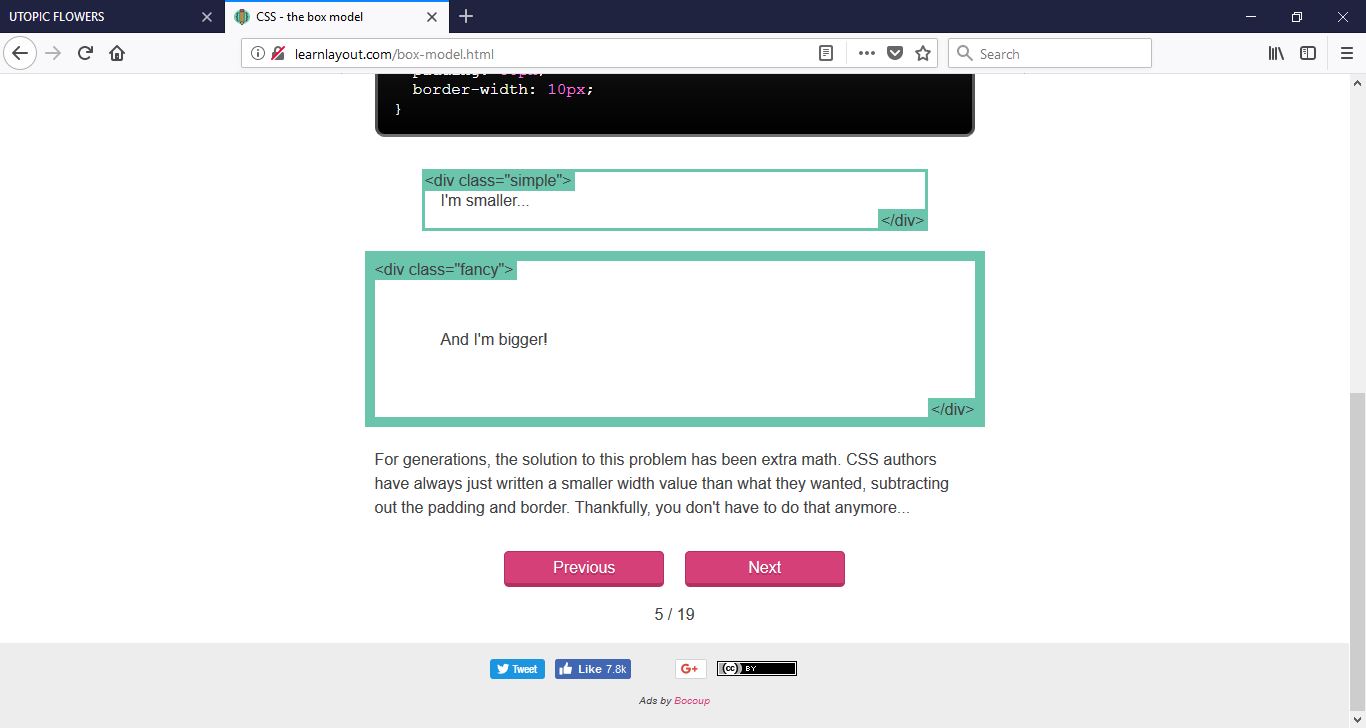 UTOPIC FLOWERS
CSS - the box model
learnlayout.com/box-model.html
Search
border-width: 10px;
}
<div class="simple">
I'm smaller...
</div>
<div class="fancy">
And I'm bigger!
</div>
For generations, the solution to this problem has been extra math. CSS authors
have always just written a smaller width value than what they wanted, subtracting
out the padding and border. Thankfully, you don't have to do that anymore...
Previous
Next
5 / 19
Tweet
Like 7.8k
G+
cc BY
Ads by Bocoup